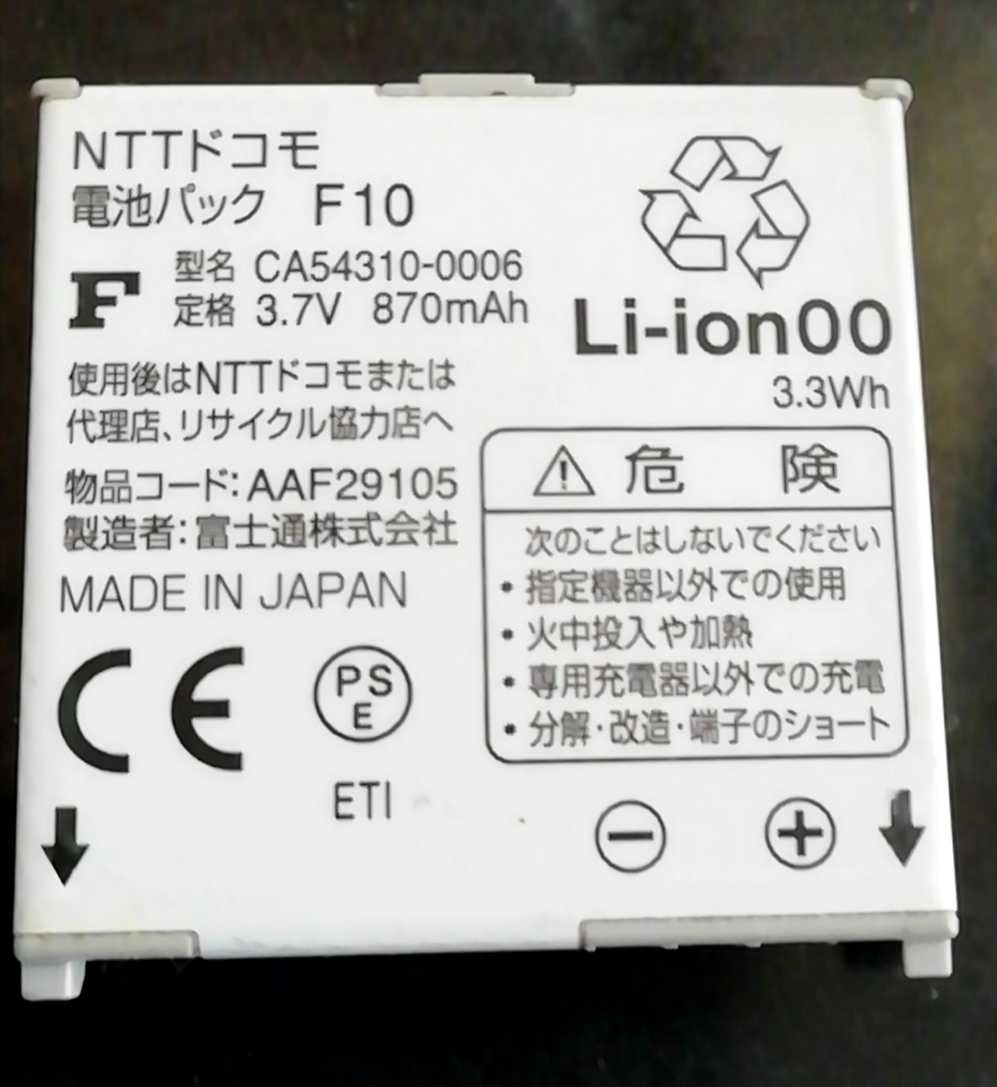 NTTドコモ
電池パック F10
F
型名 CA54310-0006
定格 3.7V 870mAh
使用後はNTTドコモまたは
代理店、リサイクル協力店へ
物品コード:AAF29105
製造者:富士通株式会社
MADE IN JAPAN
CE
PS
E
ETI
Li-ion00
3.3Wh
⚠危 険
次のことはしないでください
・指定機器以外での使用
・火中投入や加熱
・専用充電器以外での充電
・分解・改造・端子のショート
⊖ ⊕